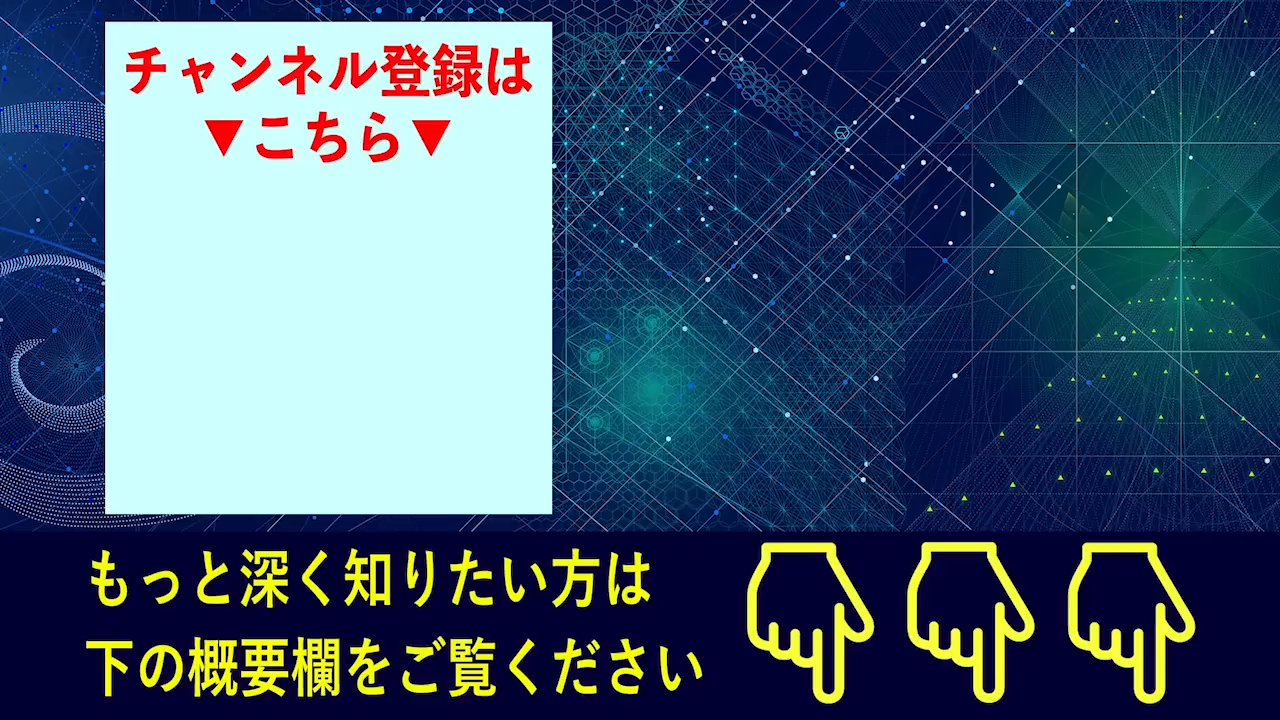 チャンネル登録は
▼こちら▼
もっと深く知りたい方は
下の概要欄をご覧ください